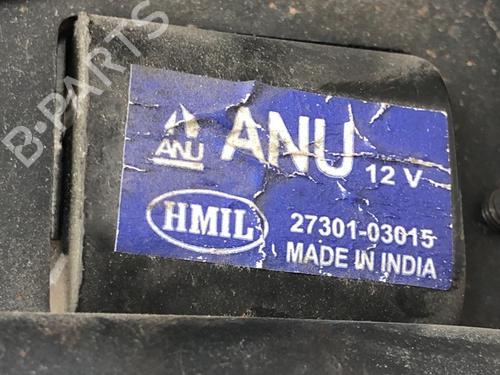 B-PARTS
ANU
ANU 12 V
HMIL
27301-03015
MADE IN INDIA